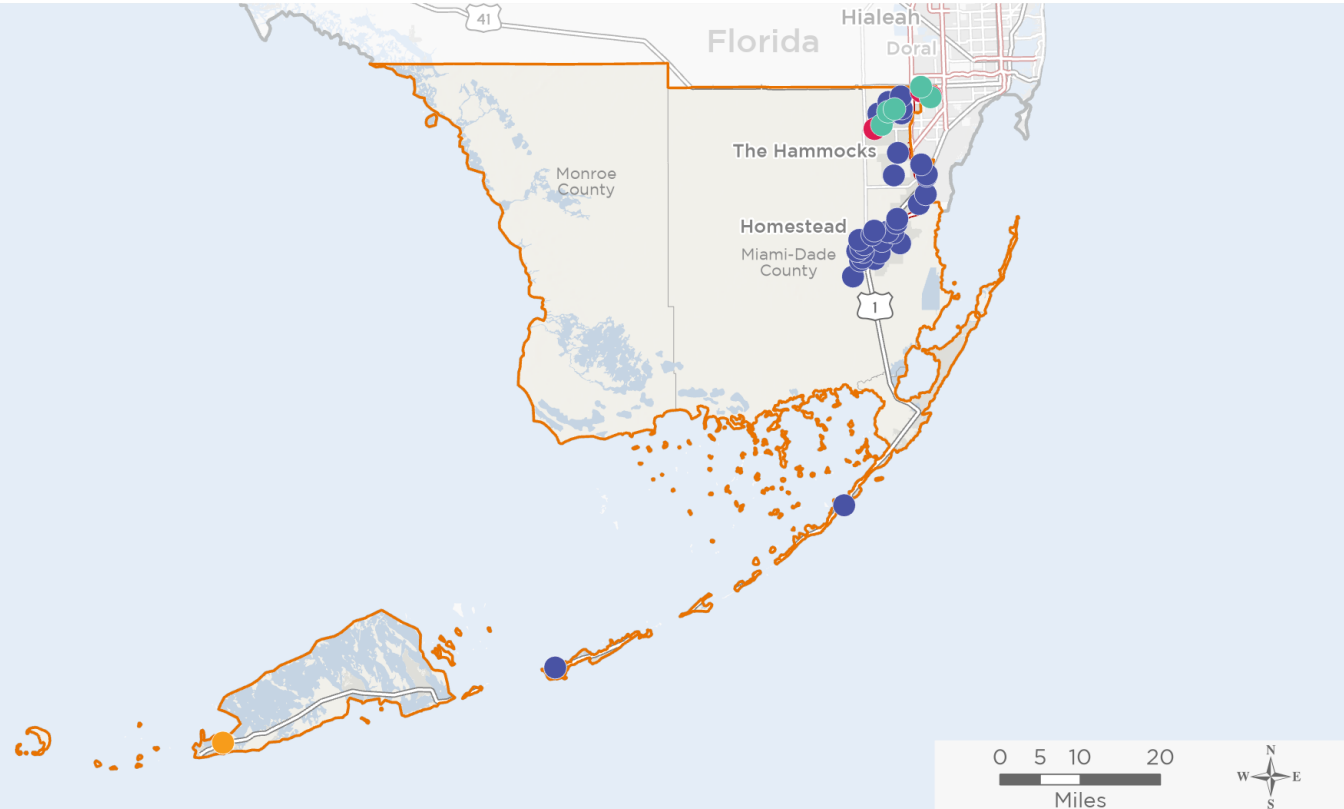 41
Hialeah
Florida
Doral
The Hammocks
Monroe
County
Homestead
Miami-Dade
County
1
0 5 10 20
Miles
N
W E
S